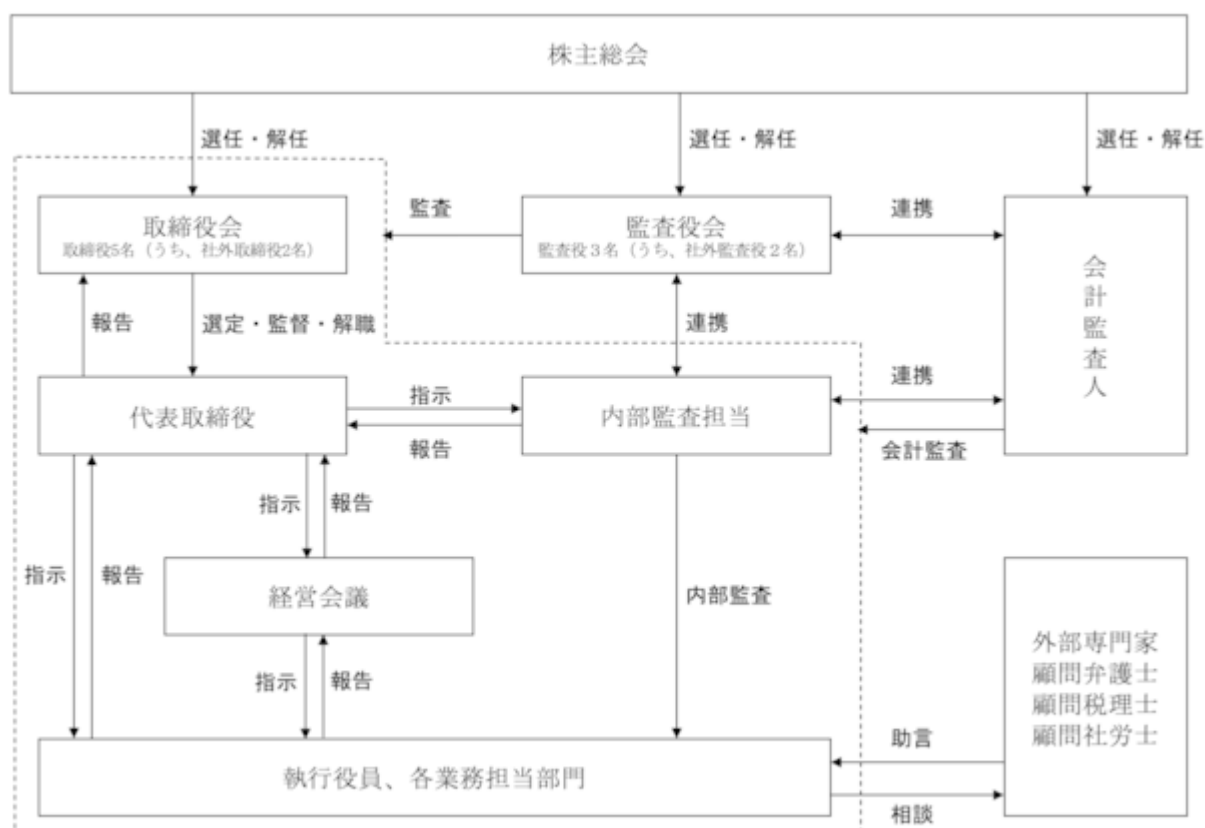 株主総会
選任・解任
選任・解任
選任・解任
取締役会
取締役5名（うち、社外取締役2名）
監査
監査役会
監査役３名（うち、社外監査役２名）
連携
会計監査人
報告
選定・監督・解職
連携
代表取締役
指示
報告
内部監査担当
連携
会計監査
指示
報告
指示
報告
経営会議
内部監査
指示
報告
外部専門家
顧問弁護士
顧問税理士
顧問社労士
執行役員、各業務担当部門
助言
相談